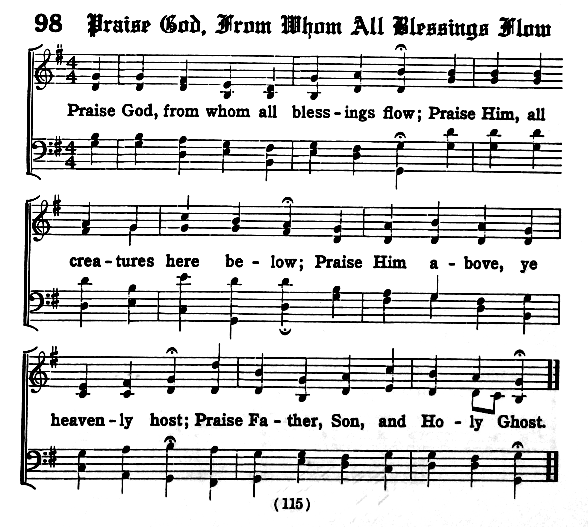 98 Praise God, From Whom All Blessings Flow
Praise God, from whom all bless-ings flow; Praise Him, all
crea-tures here be-low; Praise Him a-bove, ye
heaven-ly host; Praise Fa-ther, Son, and Ho-ly Ghost.
(115)